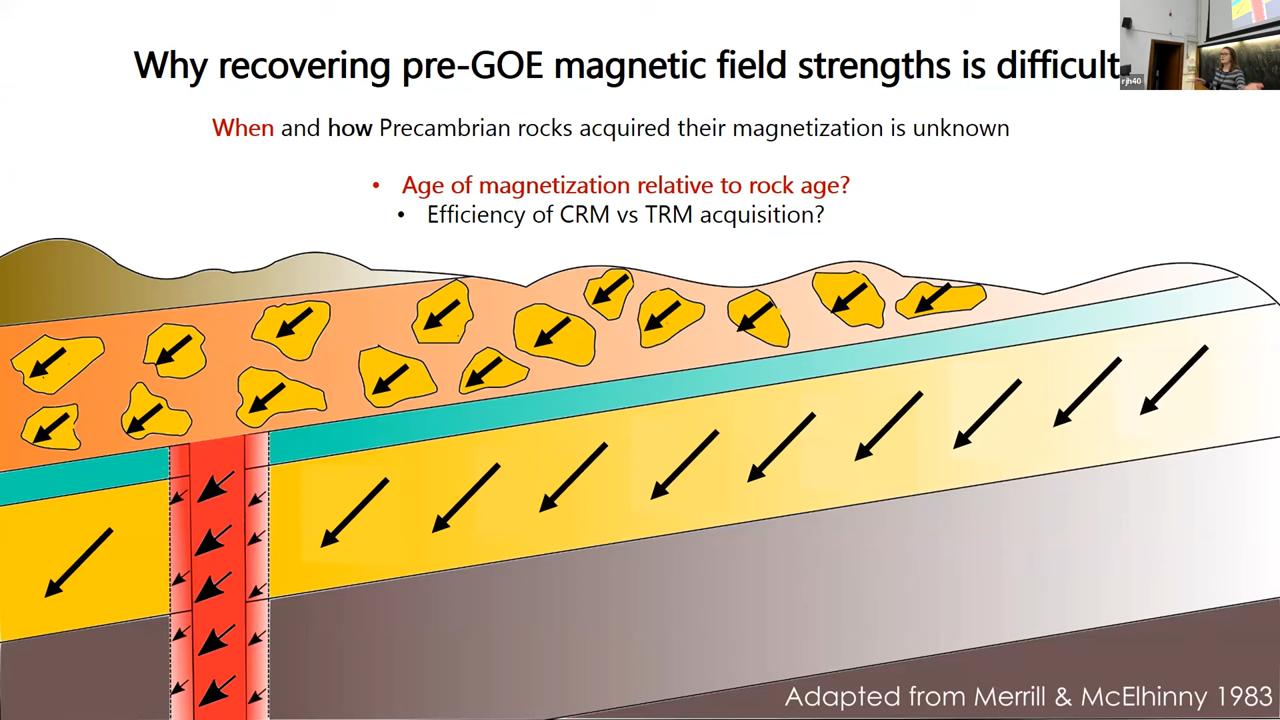 Why recovering pre-GOE magnetic field strengths is difficult
rjh40
When and how Precambrian rocks acquired their magnetization is unknown
• Age of magnetization relative to rock age?
• Efficiency of CRM vs TRM acquisition?
Adapted from Merrill & McElhinny 1983